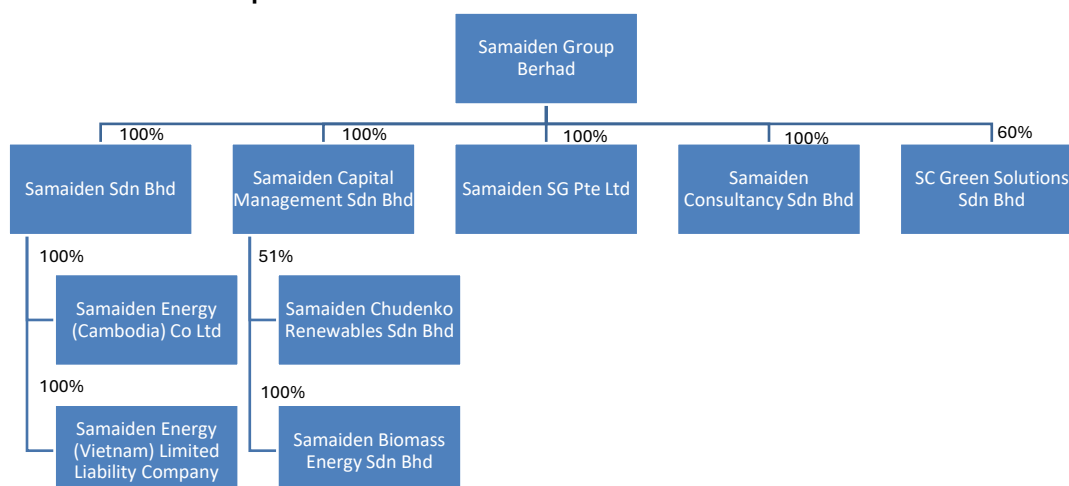 Samaiden Group
Berhad
100%
100%
100%
100%
60%
Samaiden Sdn Bhd
Samaiden Capital
Management Sdn Bhd
Samaiden SG Pte Ltd
Samaiden
Consultancy Sdn Bhd
SC Green Solutions
Sdn Bhd
100%
51%
Samaiden Energy
(Cambodia) Co Ltd
Samaiden Chudenko
Renewables Sdn Bhd
100%
100%
Samaiden Energy
(Vietnam) Limited
Liability Company
Samaiden Biomass
Energy Sdn Bhd